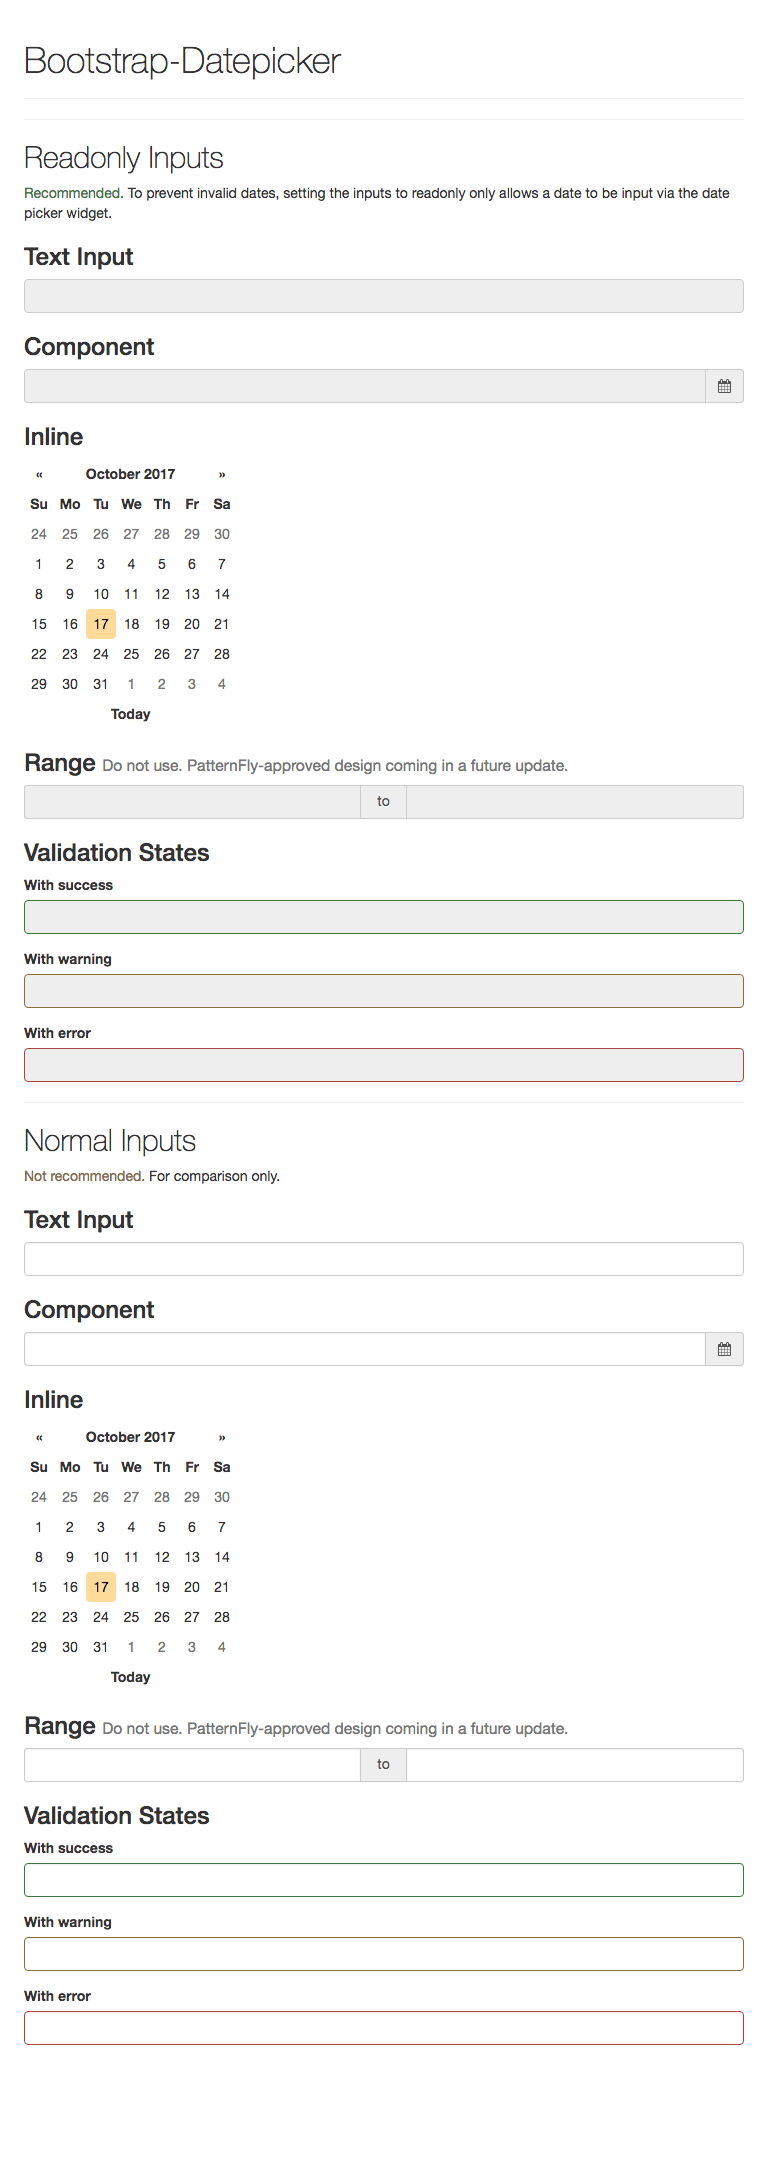 Bootstrap-Datepicker
Readonly Inputs
Recommended. To prevent invalid dates, setting the inputs to readonly only allows a date to be input via the date
picker widget.
Text Input
Component
Inline
« October 2017 »
Su Mo Tu We Th Fr Sa
24 25 26 27 28 29 30
1 2 3 4 5 6 7
8 9 10 11 12 13 14
15 16 17 18 19 20 21
22 23 24 25 26 27 28
29 30 31 1 2 3 4
Today
Range Do not use. PatternFly-approved design coming in a future update.
to
Validation States
With success
With warning
With error
Normal Inputs
Not recommended. For comparison only.
Text Input
Component
Inline
« October 2017 »
Su Mo Tu We Th Fr Sa
24 25 26 27 28 29 30
1 2 3 4 5 6 7
8 9 10 11 12 13 14
15 16 17 18 19 20 21
22 23 24 25 26 27 28
29 30 31 1 2 3 4
Today
Range Do not use. PatternFly-approved design coming in a future update.
to
Validation States
With success
With warning
With error